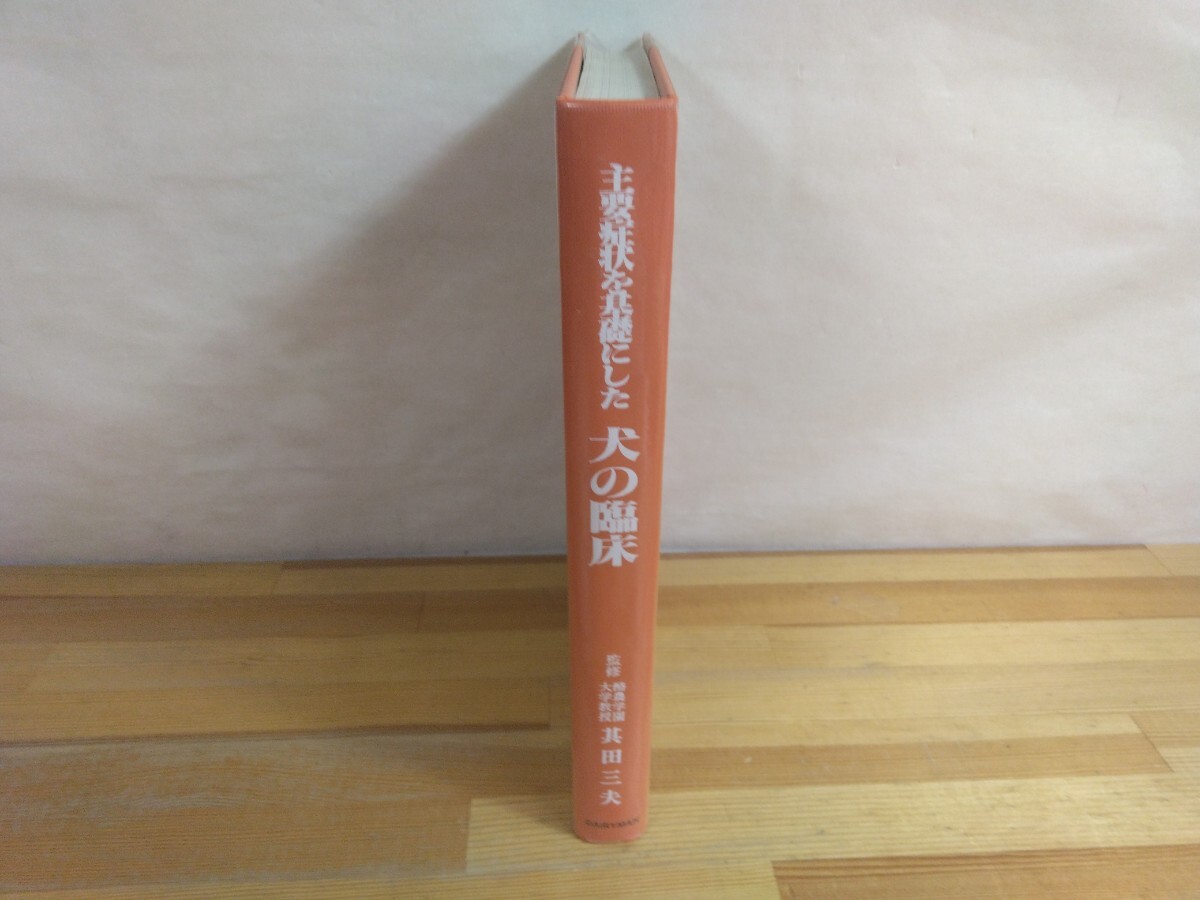 主要症状を基礎にした 犬の臨床
監修 酪農学園
大学教授
其田三夫
DAIRYMAN